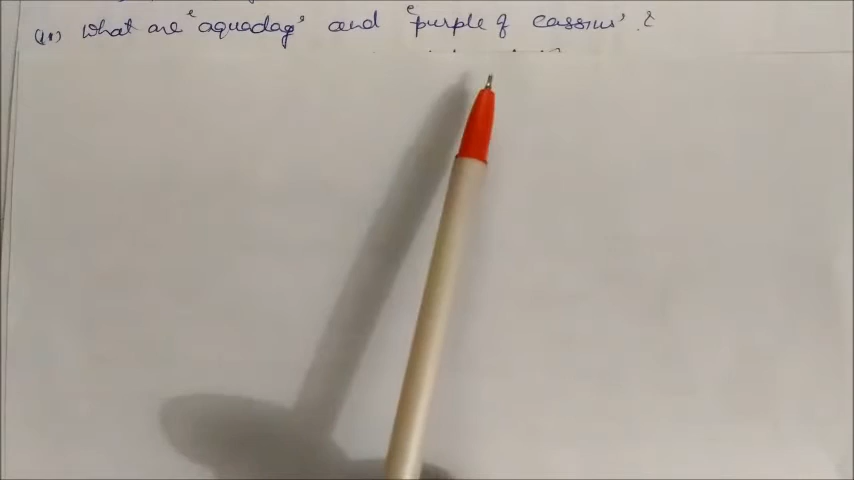 (11) What are 'aquadag' and 'purple of cassius' ?